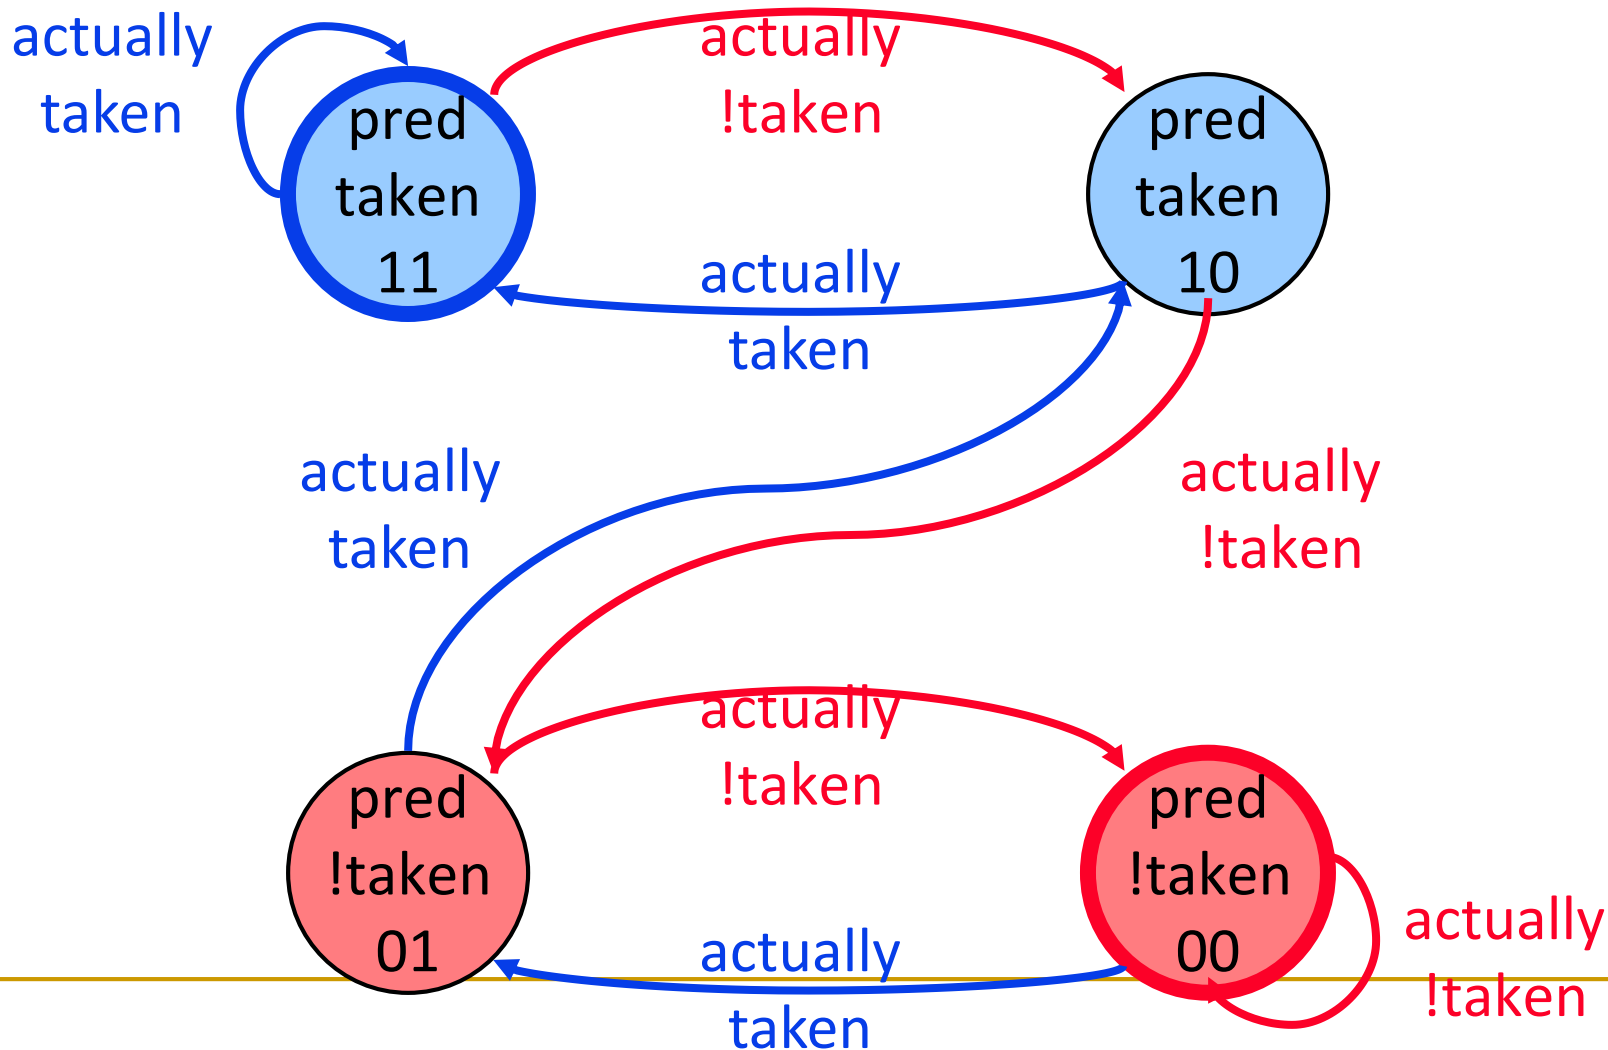 actually
taken
actually
!taken
pred
taken
11
pred
taken
10
actually
taken
actually
taken
actually
!taken
actually
!taken
pred
!taken
01
pred
!taken
00
actually
taken
actually
!taken